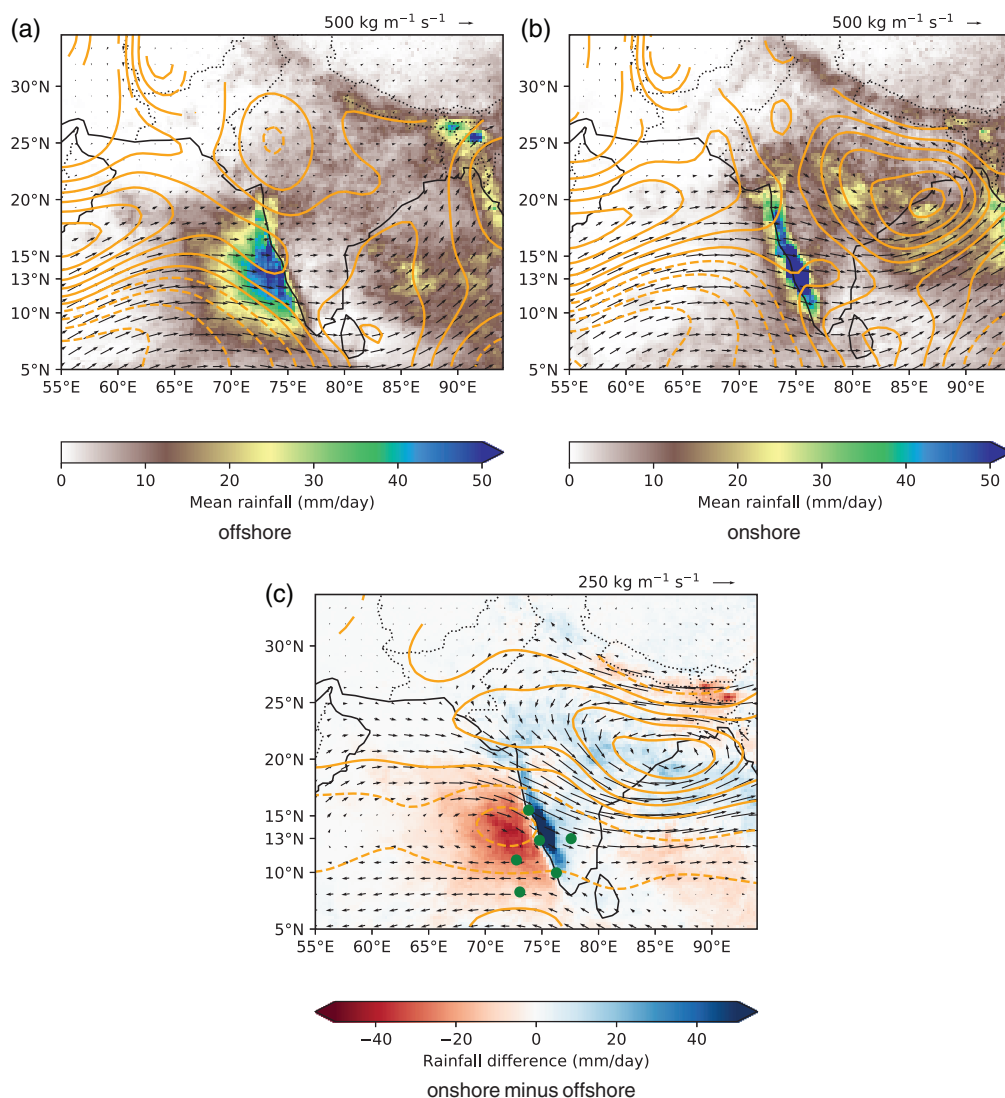 500 kg m⁻¹ s⁻¹
(a)
30°N
25°N
20°N
15°N
13°N
10°N
5°N
55°E 60°E 65°E 70°E 75°E 80°E 85°E 90°E
0 10 20 30 40 50
Mean rainfall (mm/day)
offshore
500 kg m⁻¹ s⁻¹
(b)
30°N
25°N
20°N
15°N
13°N
10°N
5°N
55°E 60°E 65°E 70°E 75°E 80°E 85°E 90°E
0 10 20 30 40 50
Mean rainfall (mm/day)
onshore
250 kg m⁻¹ s⁻¹
(c)
30°N
25°N
20°N
15°N
13°N
10°N
5°N
55°E 60°E 65°E 70°E 75°E 80°E 85°E 90°E
−40 −20 0 20 40
Rainfall difference (mm/day)
onshore minus offshore